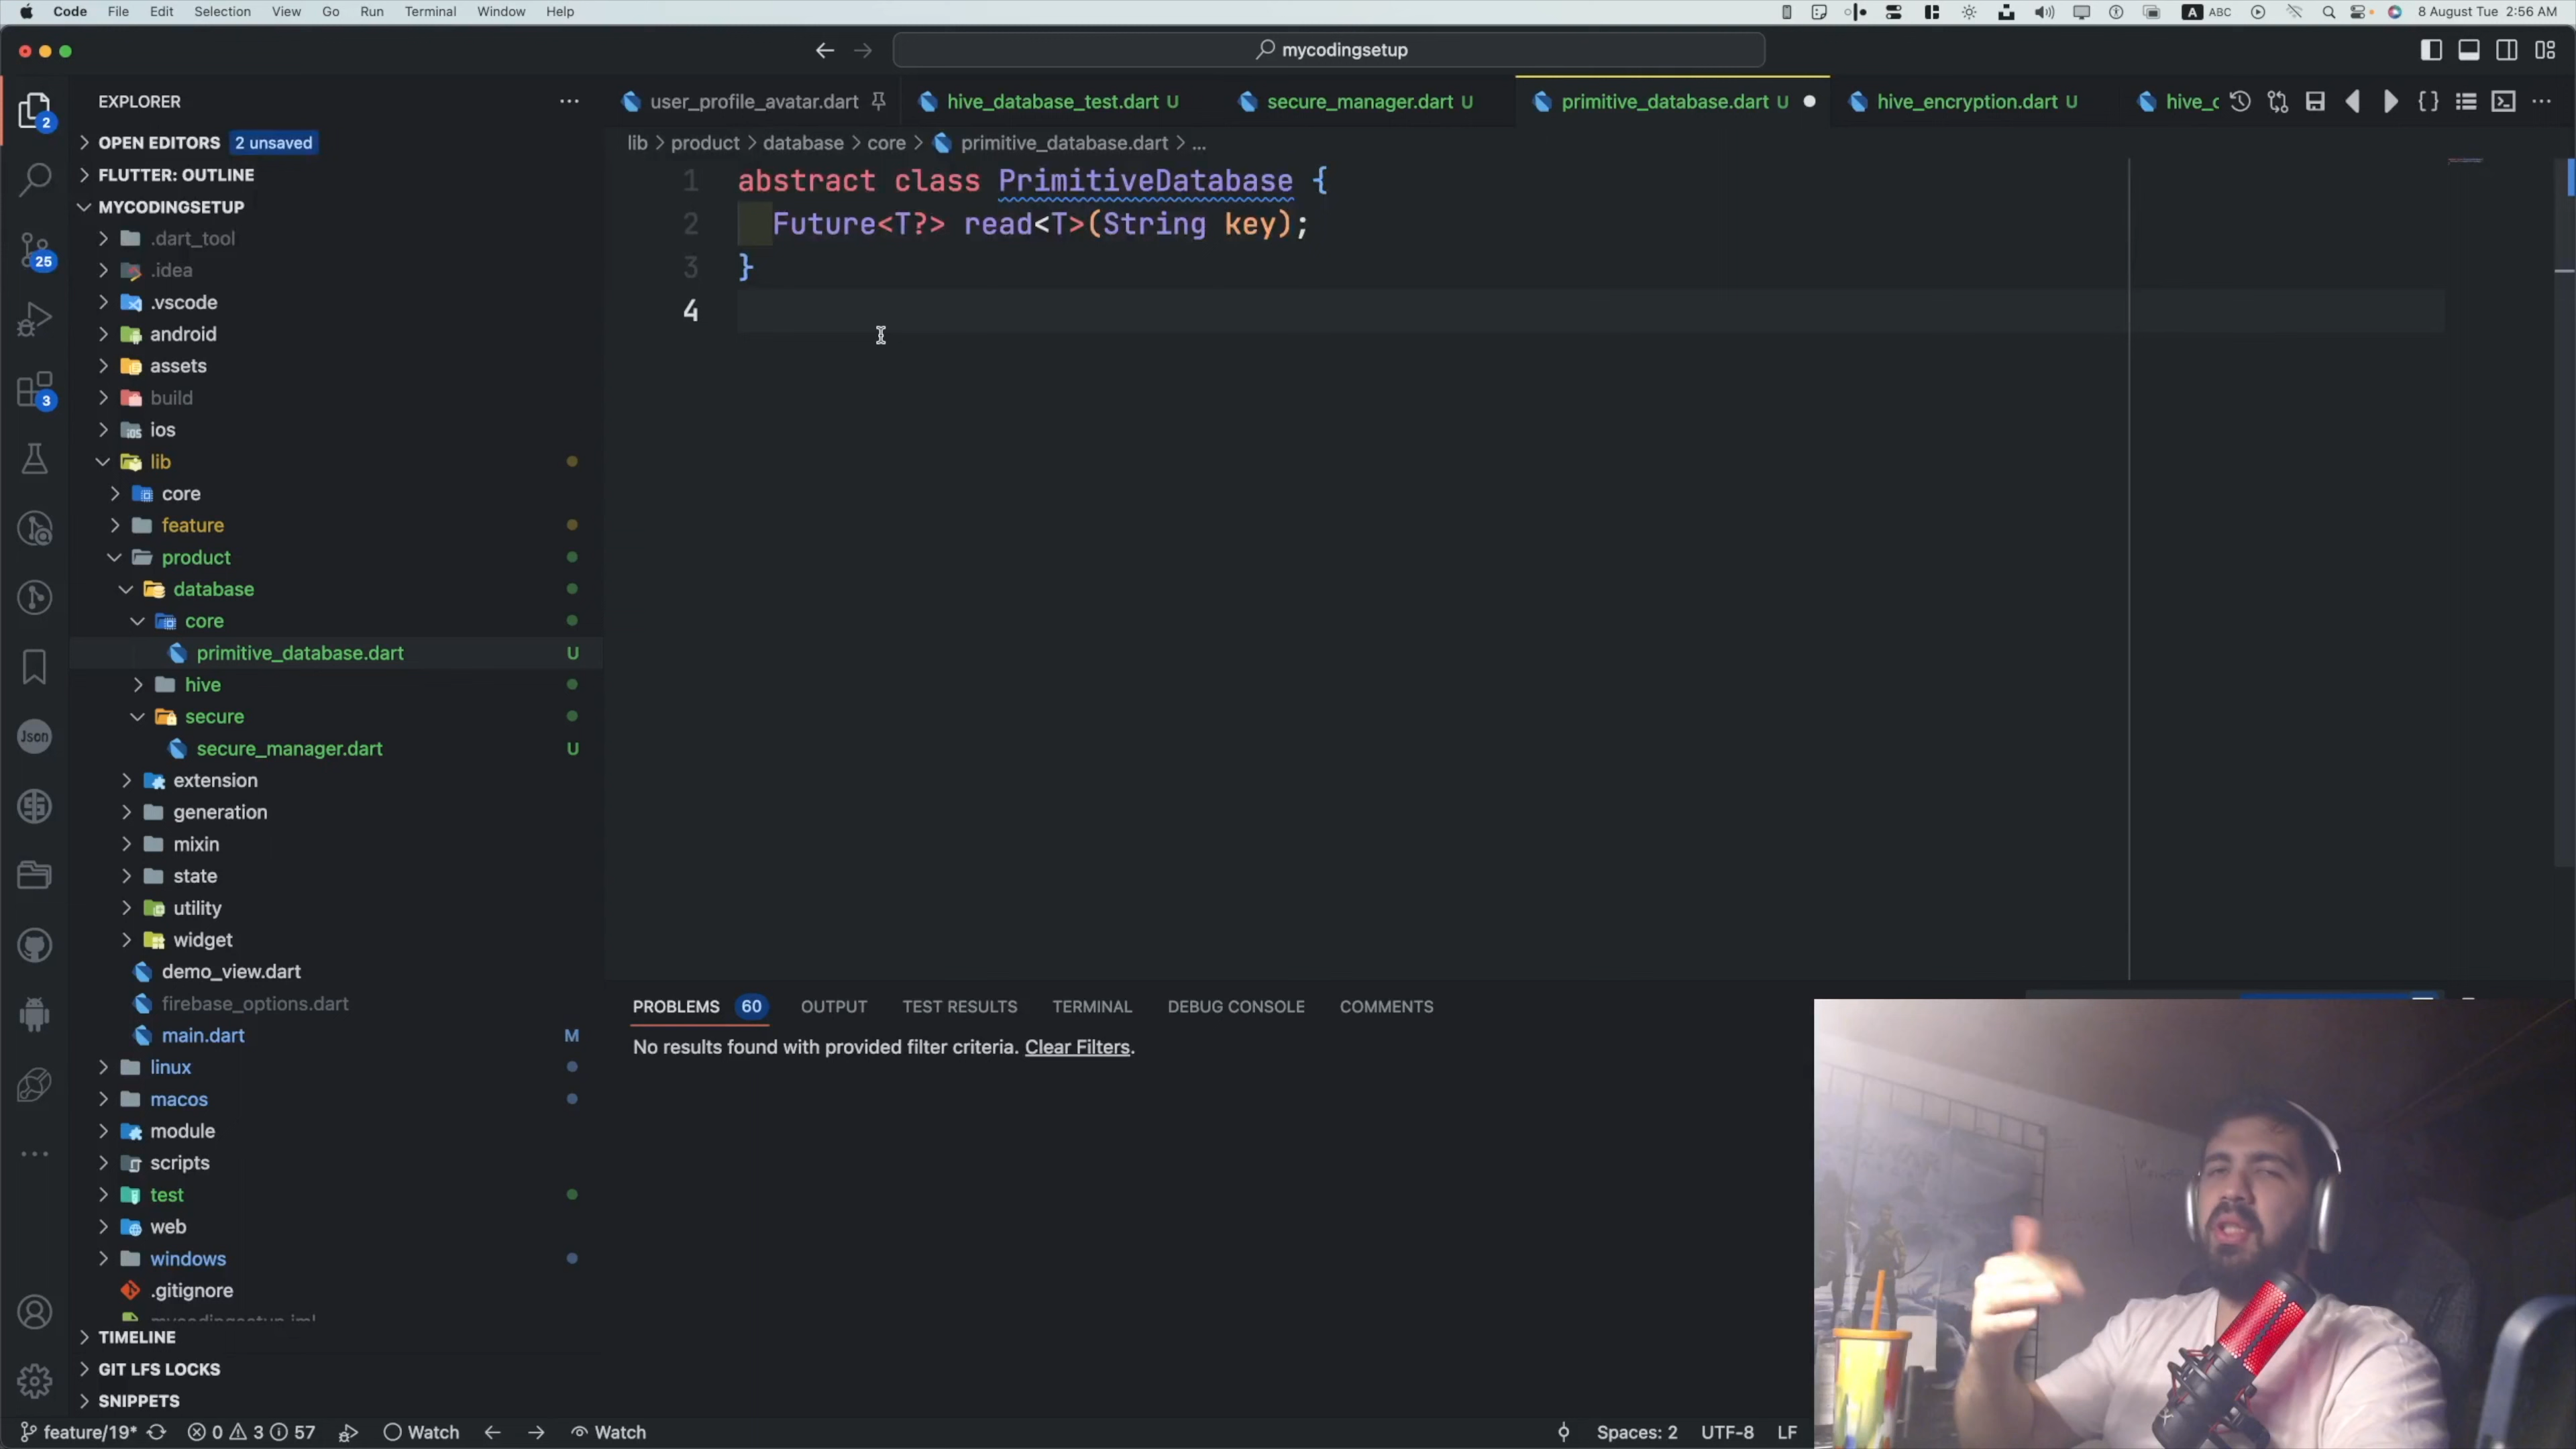 Code File Edit Selection View Go Run Terminal Window Help
A ABC 8 August Tue 2:56 AM
mycodingsetup
EXPLORER
user_profile_avatar.dart hive_database_test.dart U secure_manager.dart U primitive_database.dart U hive_encryption.dart U hive_c
lib > product > database > core > primitive_database.dart > ...
1 abstract class PrimitiveDatabase {
2 Future<T?> read<T>(String key);
3 }
4
2
25
3
Json
OPEN EDITORS 2 unsaved
FLUTTER: OUTLINE
MYCODINGSETUP
.dart_tool
.idea
.vscode
android
assets
build
ios
lib
core
feature
product
database
core
primitive_database.dart U
hive
secure
secure_manager.dart U
extension
generation
mixin
state
utility
widget
demo_view.dart
firebase_options.dart
main.dart M
linux
macos
module
scripts
test
web
windows
.gitignore
TIMELINE
GIT LFS LOCKS
SNIPPETS
PROBLEMS 60 OUTPUT TEST RESULTS TERMINAL DEBUG CONSOLE COMMENTS
No results found with provided filter criteria. Clear Filters.
feature/19* 0 3 57 Watch Watch Spaces: 2 UTF-8 LF